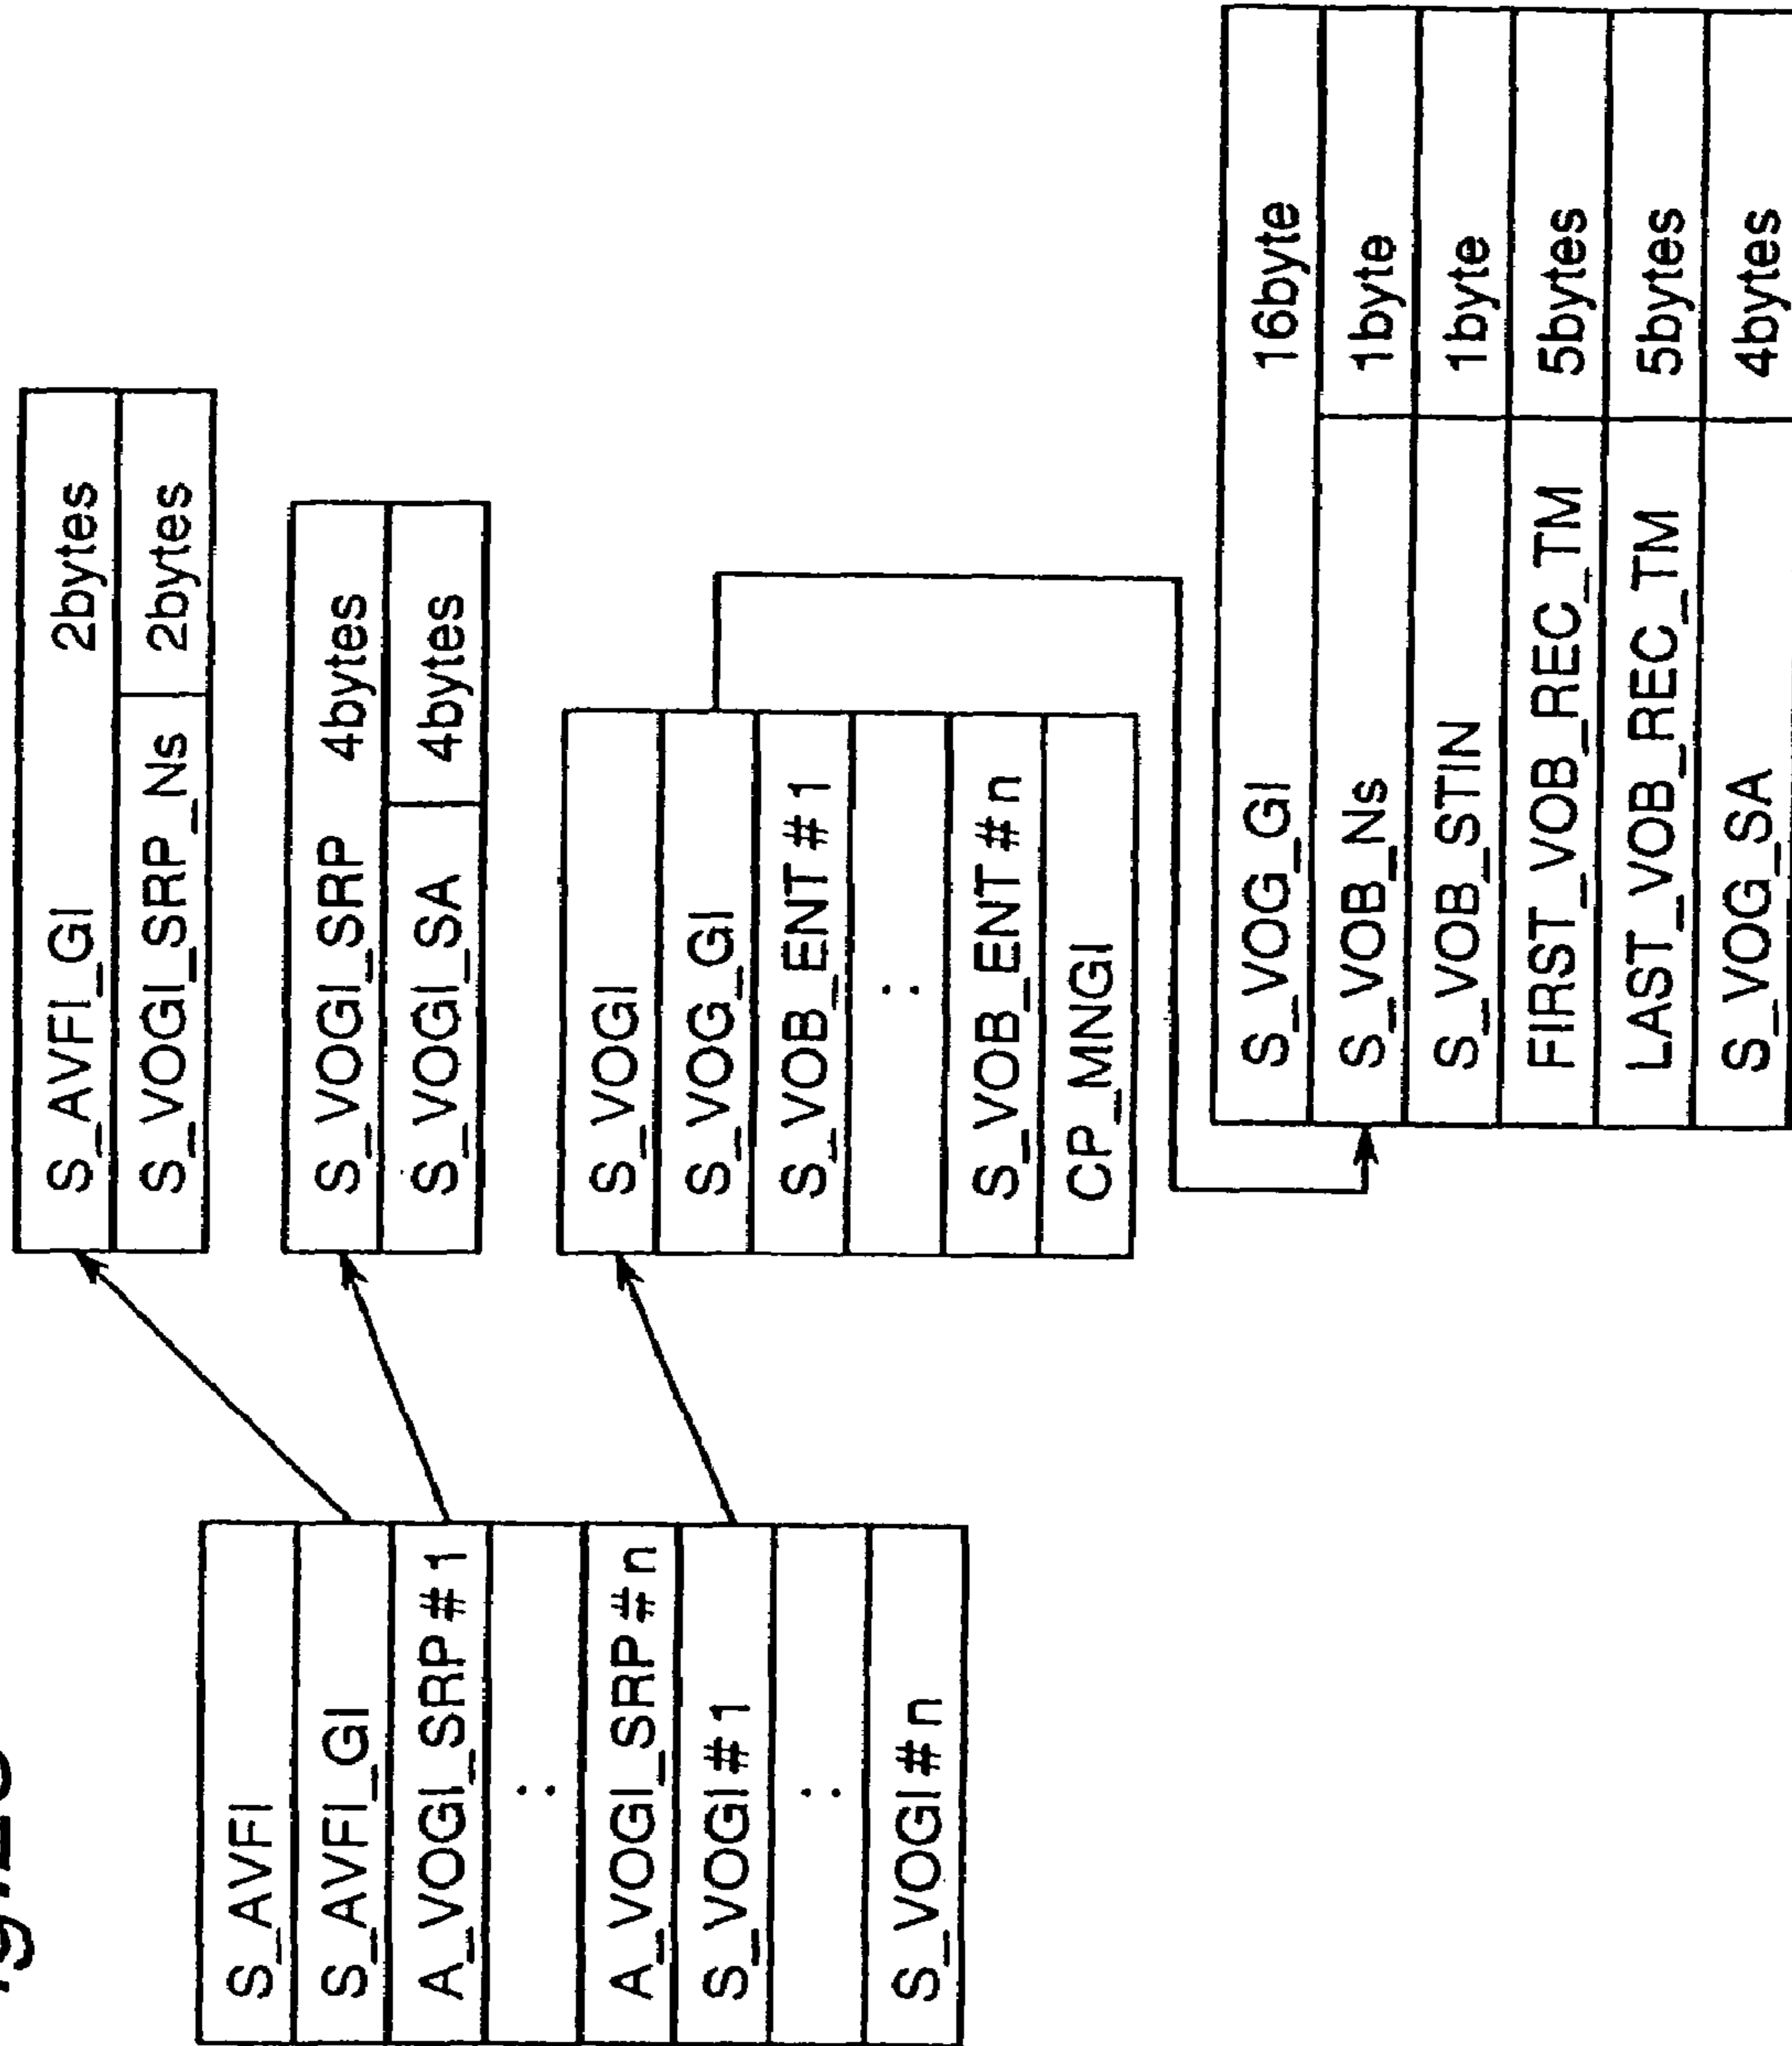 S_AVFI
S_AVFI_GI
A_VOGI_SRP#1
:
A_VOGI_SRP#n
S_VOGI#1
:
S_VOGI#n
S_AVFI_GI 2bytes
S_VOGI_SRP_Ns 2bytes
S_VOGI_SRP 4bytes
S_VOGI_SA 4bytes
S_VOGI
S_VOG_GI
S_VOB_ENT#1
:
S_VOB_ENT#n
CP_MNGI
S_VOG_GI 16byte
S_VOB_Ns 1byte
S_VOB_STIN 1byte
FIRST_VOB_REC_TM 5bytes
LAST_VOB_REC_TM 5bytes
S_VOG_SA 4bytes